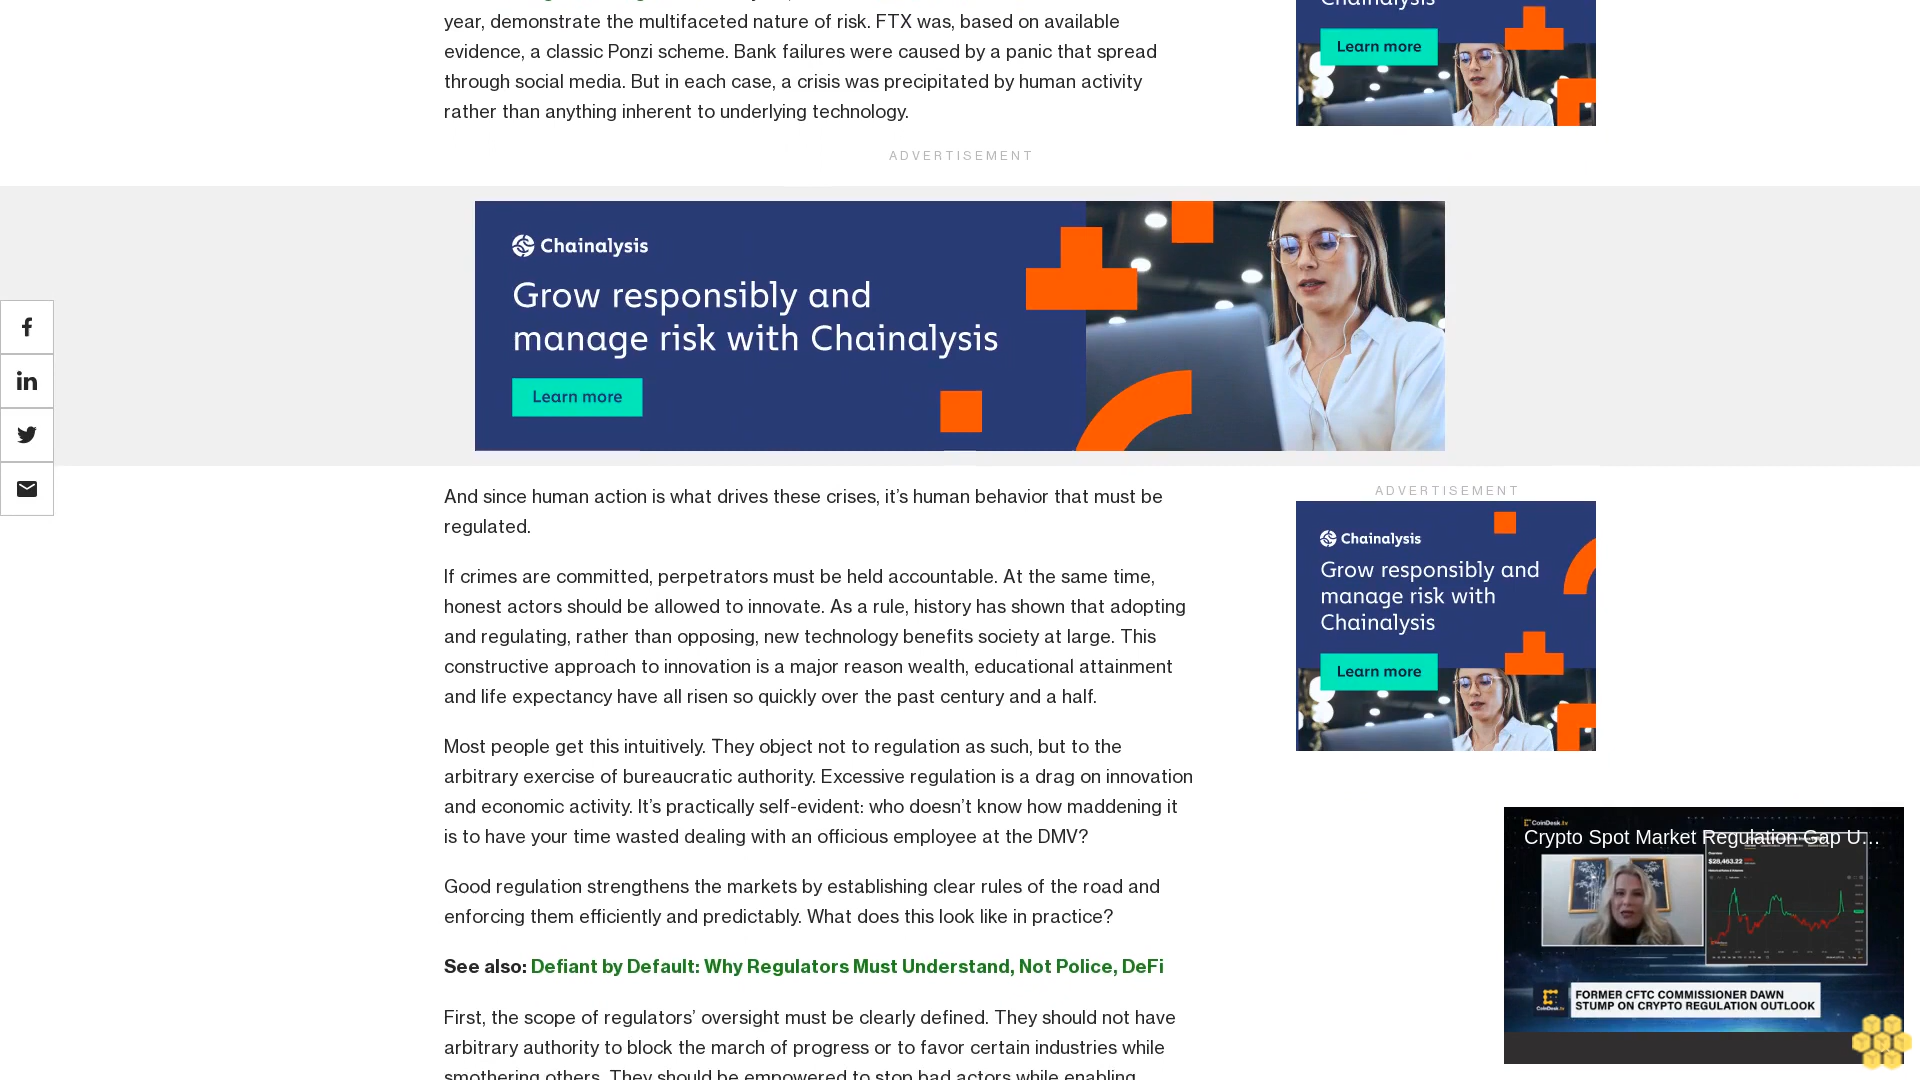 year, demonstrate the multifaceted nature of risk. FTX was, based on available
evidence, a classic Ponzi scheme. Bank failures were caused by a panic that spread
through social media. But in each case, a crisis was precipitated by human activity
rather than anything inherent to underlying technology.
Learn more
ADVERTISEMENT
Chainalysis
Grow responsibly and
manage risk with Chainalysis
Learn more
And since human action is what drives these crises, it's human behavior that must be
regulated.
If crimes are committed, perpetrators must be held accountable. At the same time,
honest actors should be allowed to innovate. As a rule, history has shown that adopting
and regulating, rather than opposing, new technology benefits society at large. This
constructive approach to innovation is a major reason wealth, educational attainment
and life expectancy have all risen so quickly over the past century and a half.
Most people get this intuitively. They object not to regulation as such, but to the
arbitrary exercise of bureaucratic authority. Excessive regulation is a drag on innovation
and economic activity. It's practically self-evident: who doesn't know how maddening it
is to have your time wasted dealing with an officious employee at the DMV?
Good regulation strengthens the markets by establishing clear rules of the road and
enforcing them efficiently and predictably. What does this look like in practice?
See also: Defiant by Default: Why Regulators Must Understand, Not Police, DeFi
First, the scope of regulators' oversight must be clearly defined. They should not have
arbitrary authority to block the march of progress or to favor certain industries while
smothering others. They should be empowered to stop bad actors while enabling
ADVERTISEMENT
Chainalysis
Grow responsibly and
manage risk with
Chainalysis
Learn more
CoinDesk.tv
Crypto Spot Market Regulation Gap U...
$28,463.22
CoinDesk.tv
FORMER CFTC COMMISSIONER DAWN
STUMP ON CRYPTO REGULATION OUTLOOK